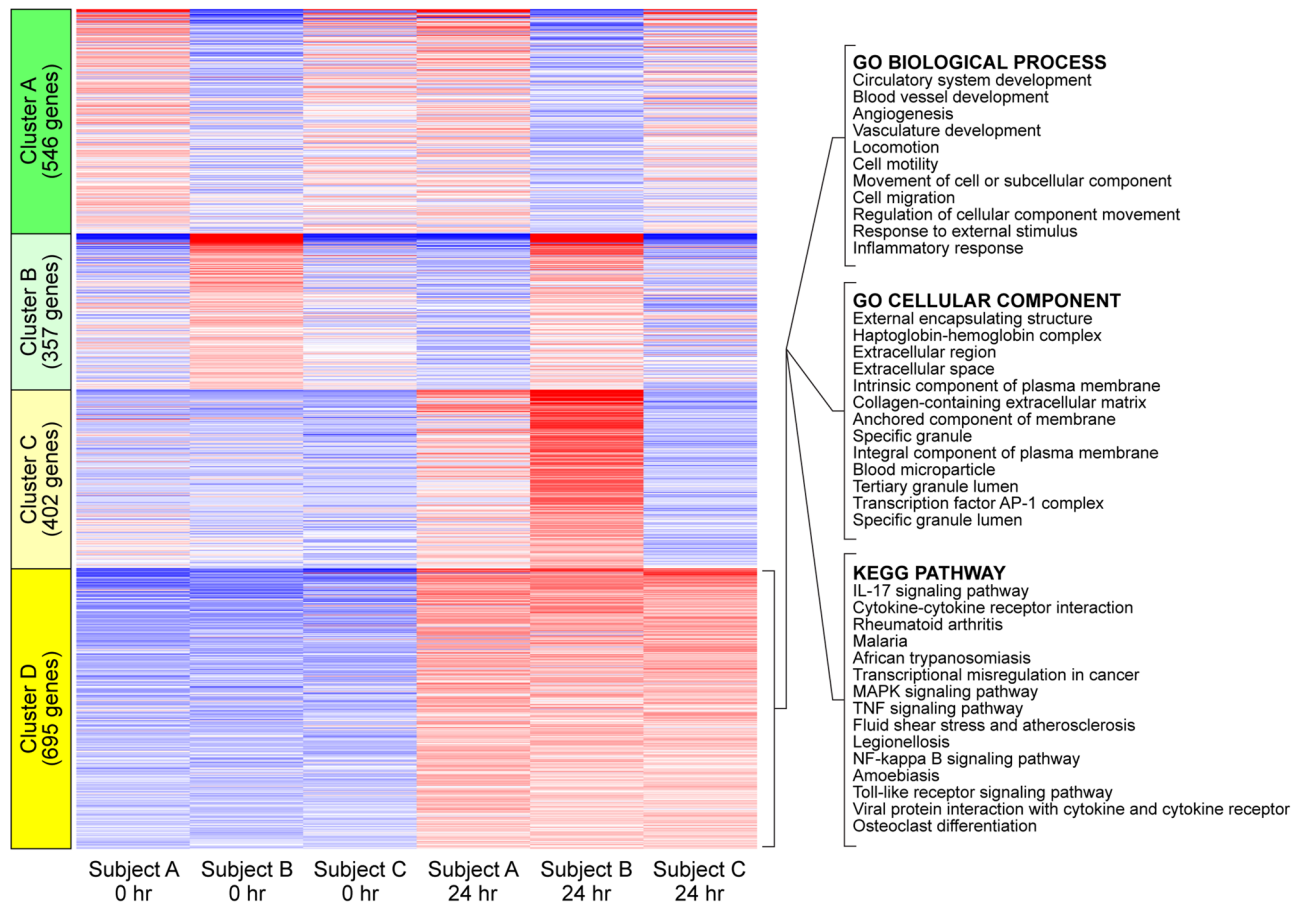 Cluster A
(546 genes)
Cluster B
(357 genes)
Cluster C
(402 genes)
Cluster D
(695 genes)
Subject A
0 hr
Subject B
0 hr
Subject C
0 hr
Subject A
24 hr
Subject B
24 hr
Subject C
24 hr
GO BIOLOGICAL PROCESS
Circulatory system development
Blood vessel development
Angiogenesis
Vasculature development
Locomotion
Cell motility
Movement of cell or subcellular component
Cell migration
Regulation of cellular component movement
Response to external stimulus
Inflammatory response
GO CELLULAR COMPONENT
External encapsulating structure
Haptoglobin-hemoglobin complex
Extracellular region
Extracellular space
Intrinsic component of plasma membrane
Collagen-containing extracellular matrix
Anchored component of membrane
Specific granule
Integral component of plasma membrane
Blood microparticle
Tertiary granule lumen
Transcription factor AP-1 complex
Specific granule lumen
KEGG PATHWAY
IL-17 signaling pathway
Cytokine-cytokine receptor interaction
Rheumatoid arthritis
Malaria
African trypanosomiasis
Transcriptional misregulation in cancer
MAPK signaling pathway
TNF signaling pathway
Fluid shear stress and atherosclerosis
Legionellosis
NF-kappa B signaling pathway
Amoebiasis
Toll-like receptor signaling pathway
Viral protein interaction with cytokine and cytokine receptor
Osteoclast differentiation